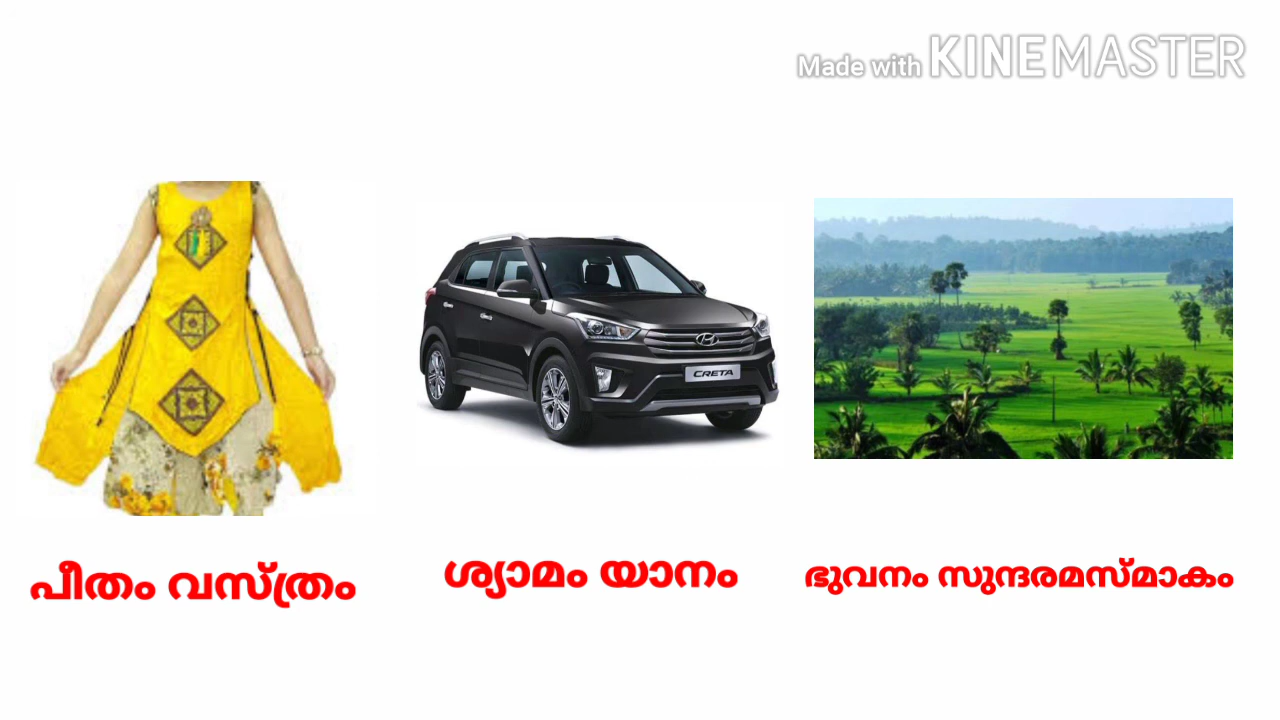 Made with KINEMASTER
CRETA
പീതം വസ്ത്രം
ശ്യാമം യാനം
ഭുവനം സുന്ദരമസ്മാകം